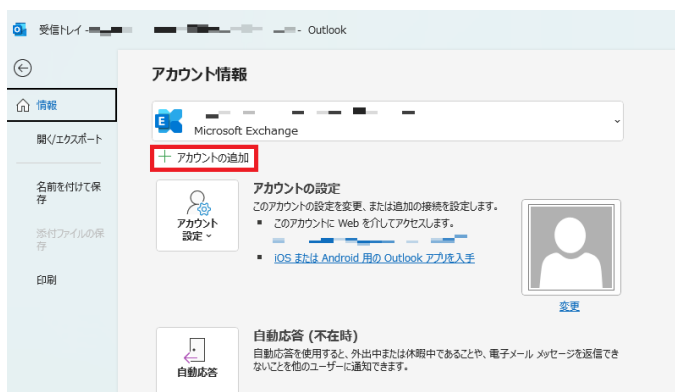 受信トレイ -
- Outlook
アカウント情報
情報
開く/エクスポート
名前を付けて保
存
添付ファイルの保
存
印刷
E
Microsoft Exchange
＋ アカウントの追加
アカウント
設定
アカウントの設定
このアカウントの設定を変更、または追加の接続を設定します。
■ このアカウントに Web を介してアクセスします。
■ iOS または Android 用の Outlook アプリを入手
変更
自動応答
自動応答 (不在時)
自動応答を使用すると、外出中または休暇中であることや、電子メール メッセージを返信でき
ないことを他のユーザーに通知できます。